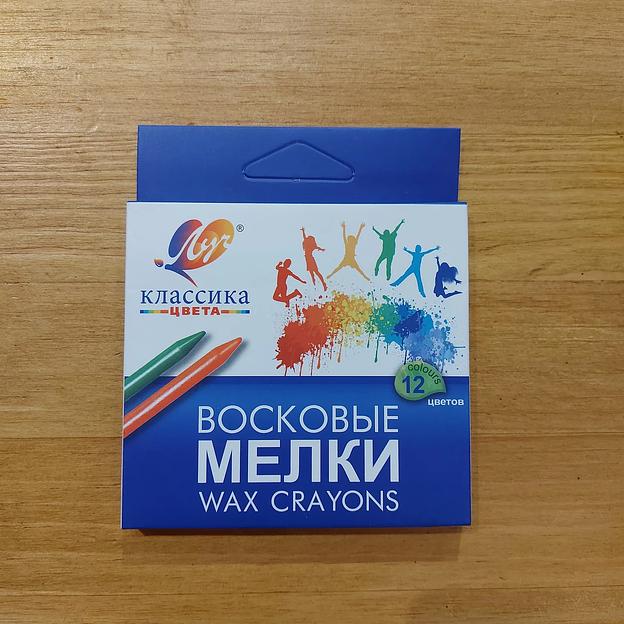 Луч®
КЛАССИКА
ЦВЕТА
colours
12
цветов
ВОСКОВЫЕ
МЕЛКИ
WAX CRAYONS